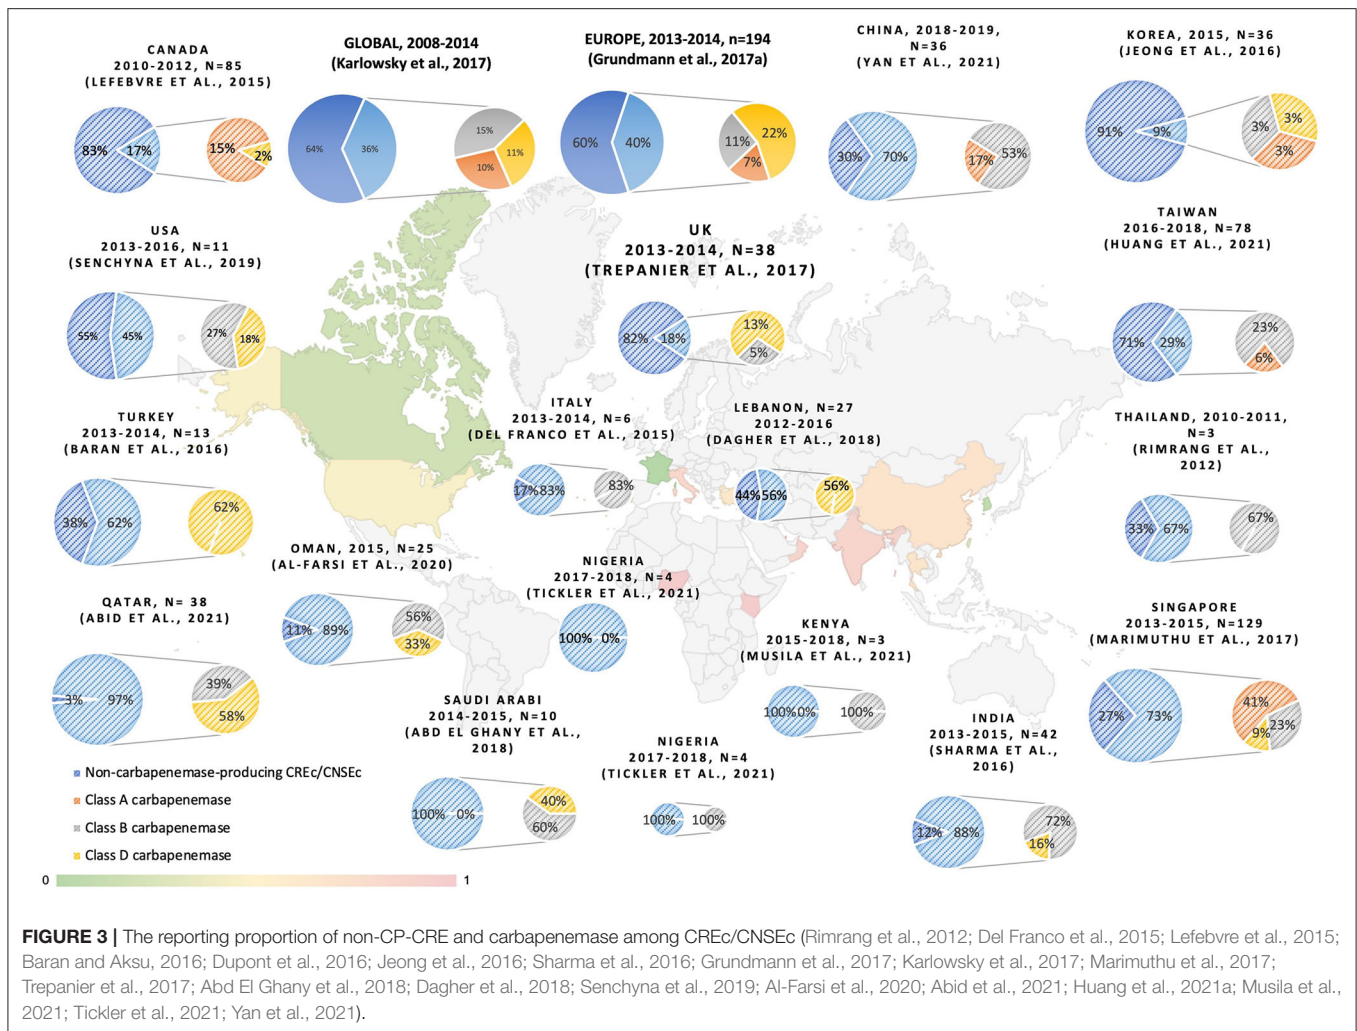 CANADA
2010-2012, N=85
(LEFEBVRE ET AL., 2015)
83%
17%
15%
2%
GLOBAL, 2008-2014
(Karlowsky et al., 2017)
64%
36%
15%
11%
10%
EUROPE, 2013-2014, n=194
(Grundmann et al., 2017a)
60%
40%
11%
22%
7%
CHINA, 2018-2019,
N=36
(YAN ET AL., 2021)
30%
70%
17%
53%
KOREA, 2015, N=36
(JEONG ET AL., 2016)
91%
9%
3%
3%
3%
USA
2013-2016, N=11
(SENCHYNA ET AL., 2019)
55%
45%
27%
18%
UK
2013-2014, N=38
(TREPANIER ET AL., 2017)
82%
18%
13%
5%
TAIWAN
2016-2018, N=78
(HUANG ET AL., 2021)
71%
29%
23%
6%
TURKEY
2013-2014, N=13
(BARAN ET AL., 2016)
38%
62%
62%
ITALY
2013-2014, N=6
(DEL FRANCO ET AL., 2015)
17%
83%
83%
LEBANON, N=27
2012-2016
(DAGHER ET AL., 2018)
44%
56%
56%
THAILAND, 2010-2011,
N=3
(RIMRANG ET AL.,
2012)
33%
67%
67%
OMAN, 2015, N=25
(AL-FARSI ET AL., 2020)
11%
89%
56%
33%
NIGERIA
2017-2018, N=4
(TICKLER ET AL., 2021)
100%
0%
QATAR, N= 38
(ABID ET AL., 2021)
3%
97%
39%
58%
KENYA
2015-2018, N=3
(MUSILA ET AL., 2021)
100%
0%
100%
SINGAPORE
2013-2015, N=129
(MARIMUTHU ET AL., 2017)
27%
73%
41%
23%
9%
SAUDI ARABI
2014-2015, N=10
(ABD EL GHANY ET AL.,
2018)
100%
0%
40%
60%
NIGERIA
2017-2018, N=4
(TICKLER ET AL., 2021)
100%
100%
INDIA
2013-2015, N=42
(SHARMA ET AL.,
2016)
12%
88%
72%
16%
Non-carbapenemase-producing CREc/CNSEc
Class A carbapenemase
Class B carbapenemase
Class D carbapenemase
0
1
FIGURE 3 | The reporting proportion of non-CP-CRE and carbapenemase among CREc/CNSEc (Rimrang et al., 2012; Del Franco et al., 2015; Lefebvre et al., 2015;
Baran and Aksu, 2016; Dupont et al., 2016; Jeong et al., 2016; Sharma et al., 2016; Grundmann et al., 2017; Karlowsky et al., 2017; Marimuthu et al., 2017;
Trepanier et al., 2017; Abd El Ghany et al., 2018; Dagher et al., 2018; Senchyna et al., 2019; Al-Farsi et al., 2020; Abid et al., 2021; Huang et al., 2021a; Musila et al.,
2021; Tickler et al., 2021; Yan et al., 2021).